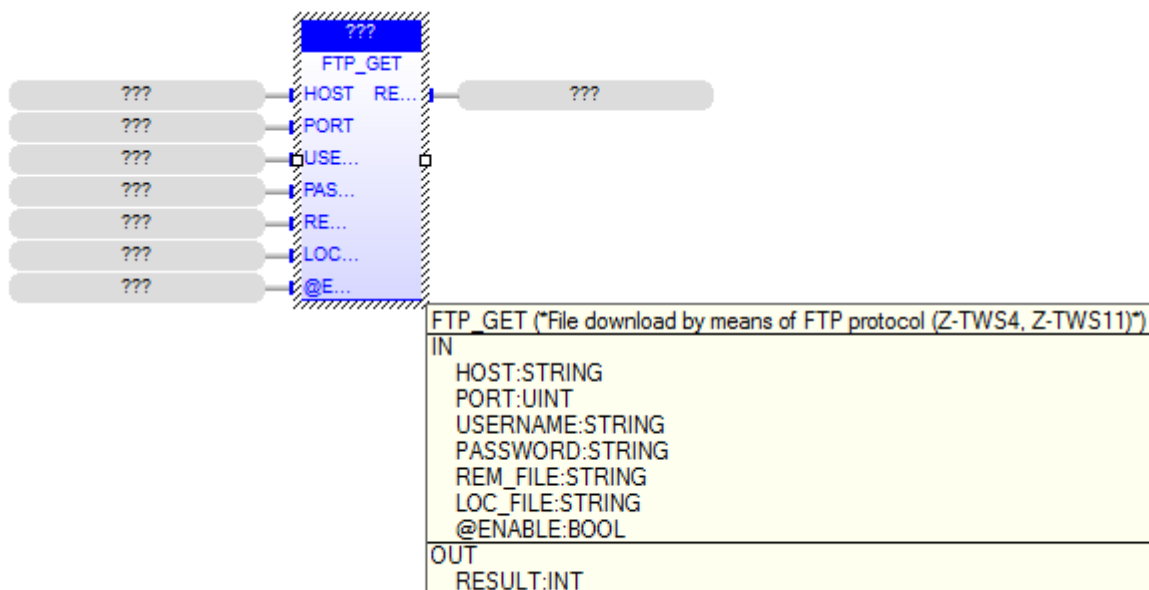 ???
FTP_GET
??? HOST RE... ???
??? PORT
??? USE...
??? PAS...
??? RE...
??? LOC...
??? @E...
FTP_GET (*File download by means of FTP protocol (Z-TWS4, Z-TWS11)*)
IN
HOST:STRING
PORT:UINT
USERNAME:STRING
PASSWORD:STRING
REM_FILE:STRING
LOC_FILE:STRING
@ENABLE:BOOL
OUT
RESULT:INT